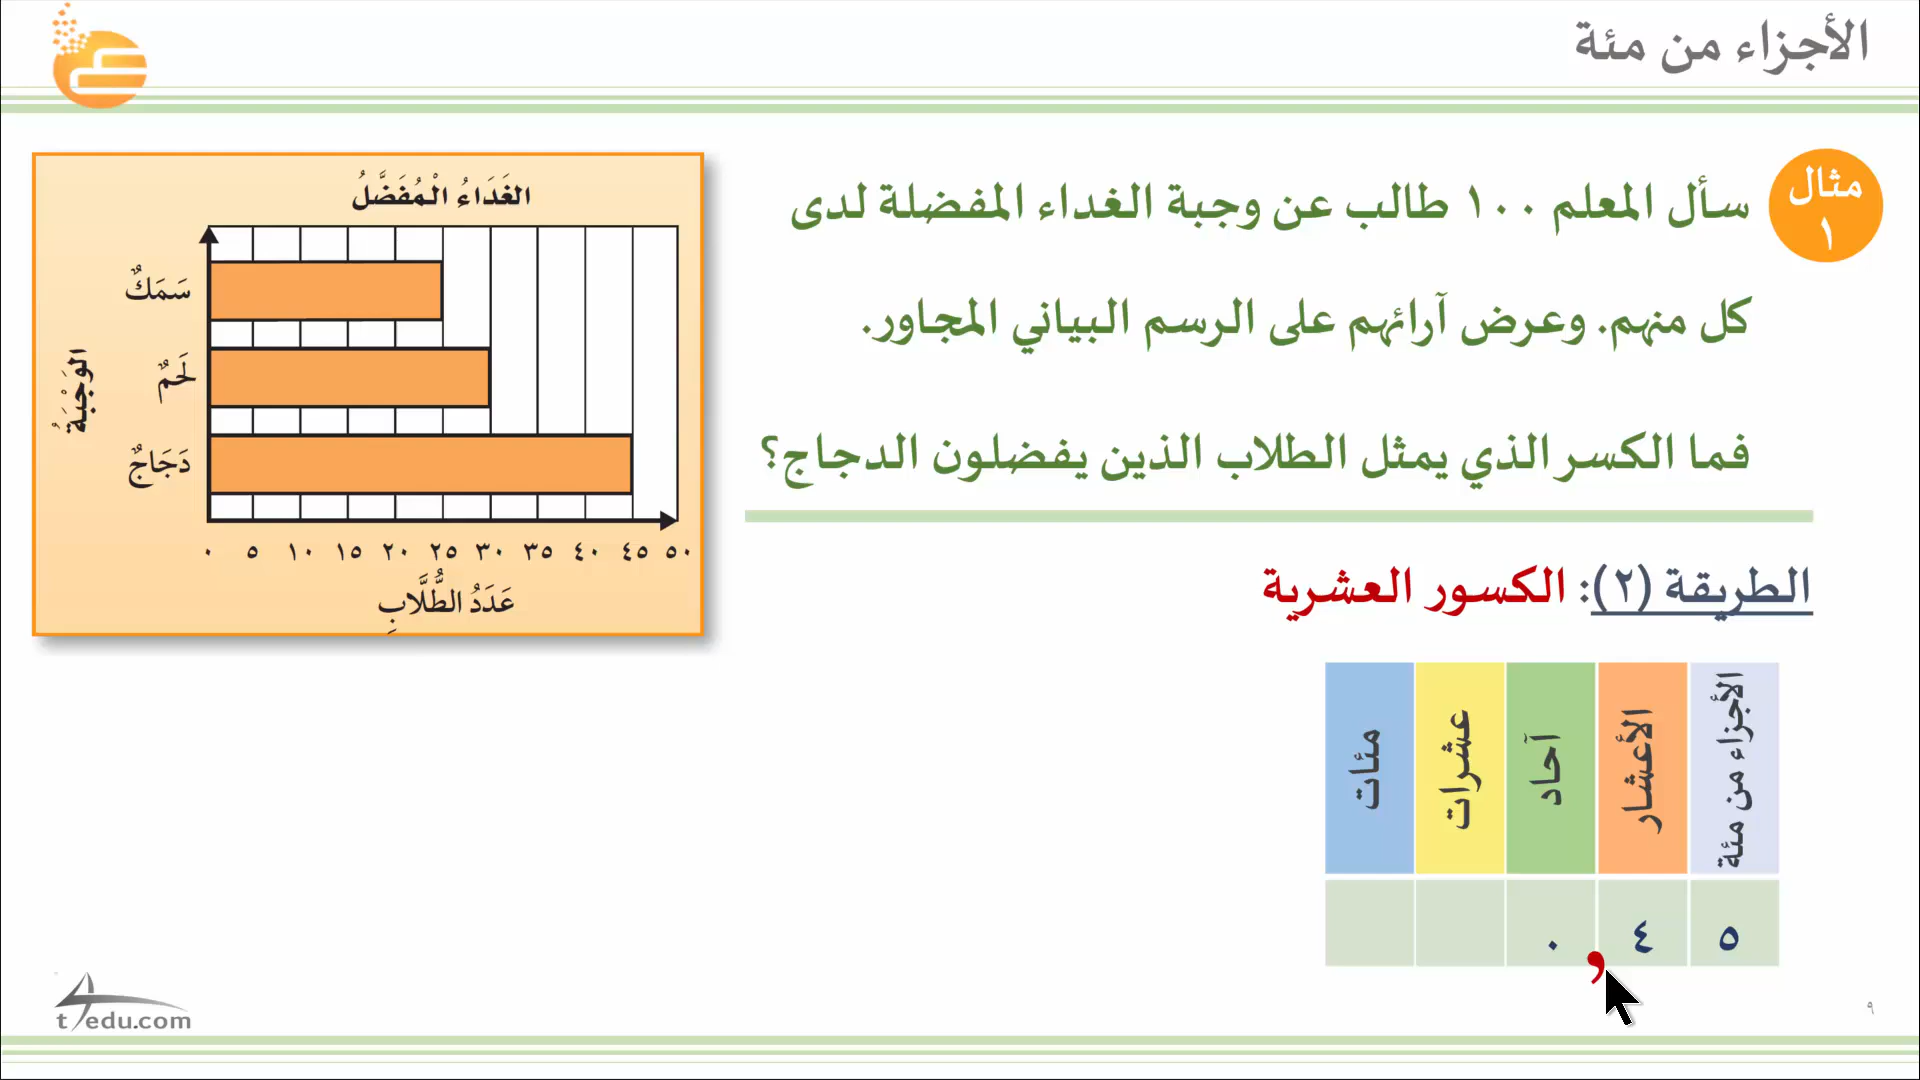 الأجزاء من مئة
مثال
١
سأل المعلم ١٠٠ طالب عن وجبة الغداء المفضلة لدى
كل منهم. وعرض آرائهم على الرسم البياني المجاور.
فما الكسر الذي يمثل الطلاب الذين يفضلون الدجاج؟
الغَدَاءُ الْمُفَضَّلُ
الوَجْبَةُ
سَمَكٌ
لَحْمٌ
دَجَاجٌ
٠ ٥ ١٠ ١٥ ٢٠ ٢٥ ٣٠ ٣٥ ٤٠ ٤٥ ٥٠
عَدَدُ الطُّلَّابِ
الطريقة (٢): الكسور العشرية
مئات عشرات آحاد الأعشار الأجزاء من مئة
٠ , ٤ ٥
t4edu.com
٩